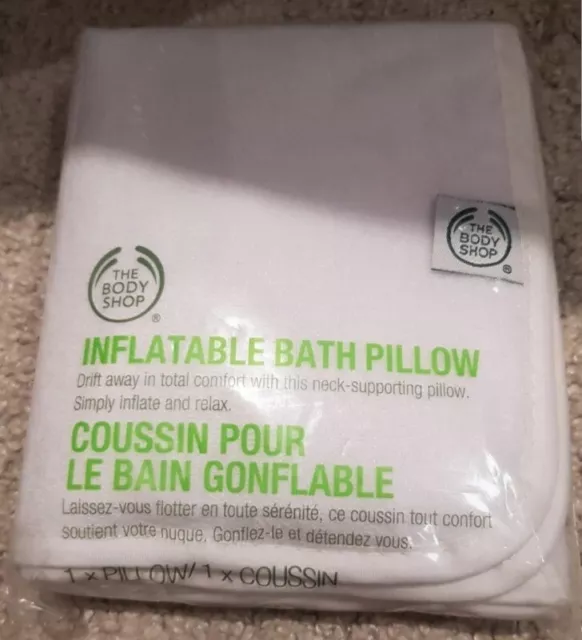 THE
BODY
SHOP
®
THE
BODY
SHOP
®
INFLATABLE BATH PILLOW
Drift away in total comfort with this neck-supporting pillow.
Simply inflate and relax.
COUSSIN POUR
LE BAIN GONFLABLE
Laissez-vous flotter en toute sérénité, ce coussin tout confort
soutient votre nuque. Gonflez-le et détendez vous.
1 x PILLOW/ 1 x COUSSIN